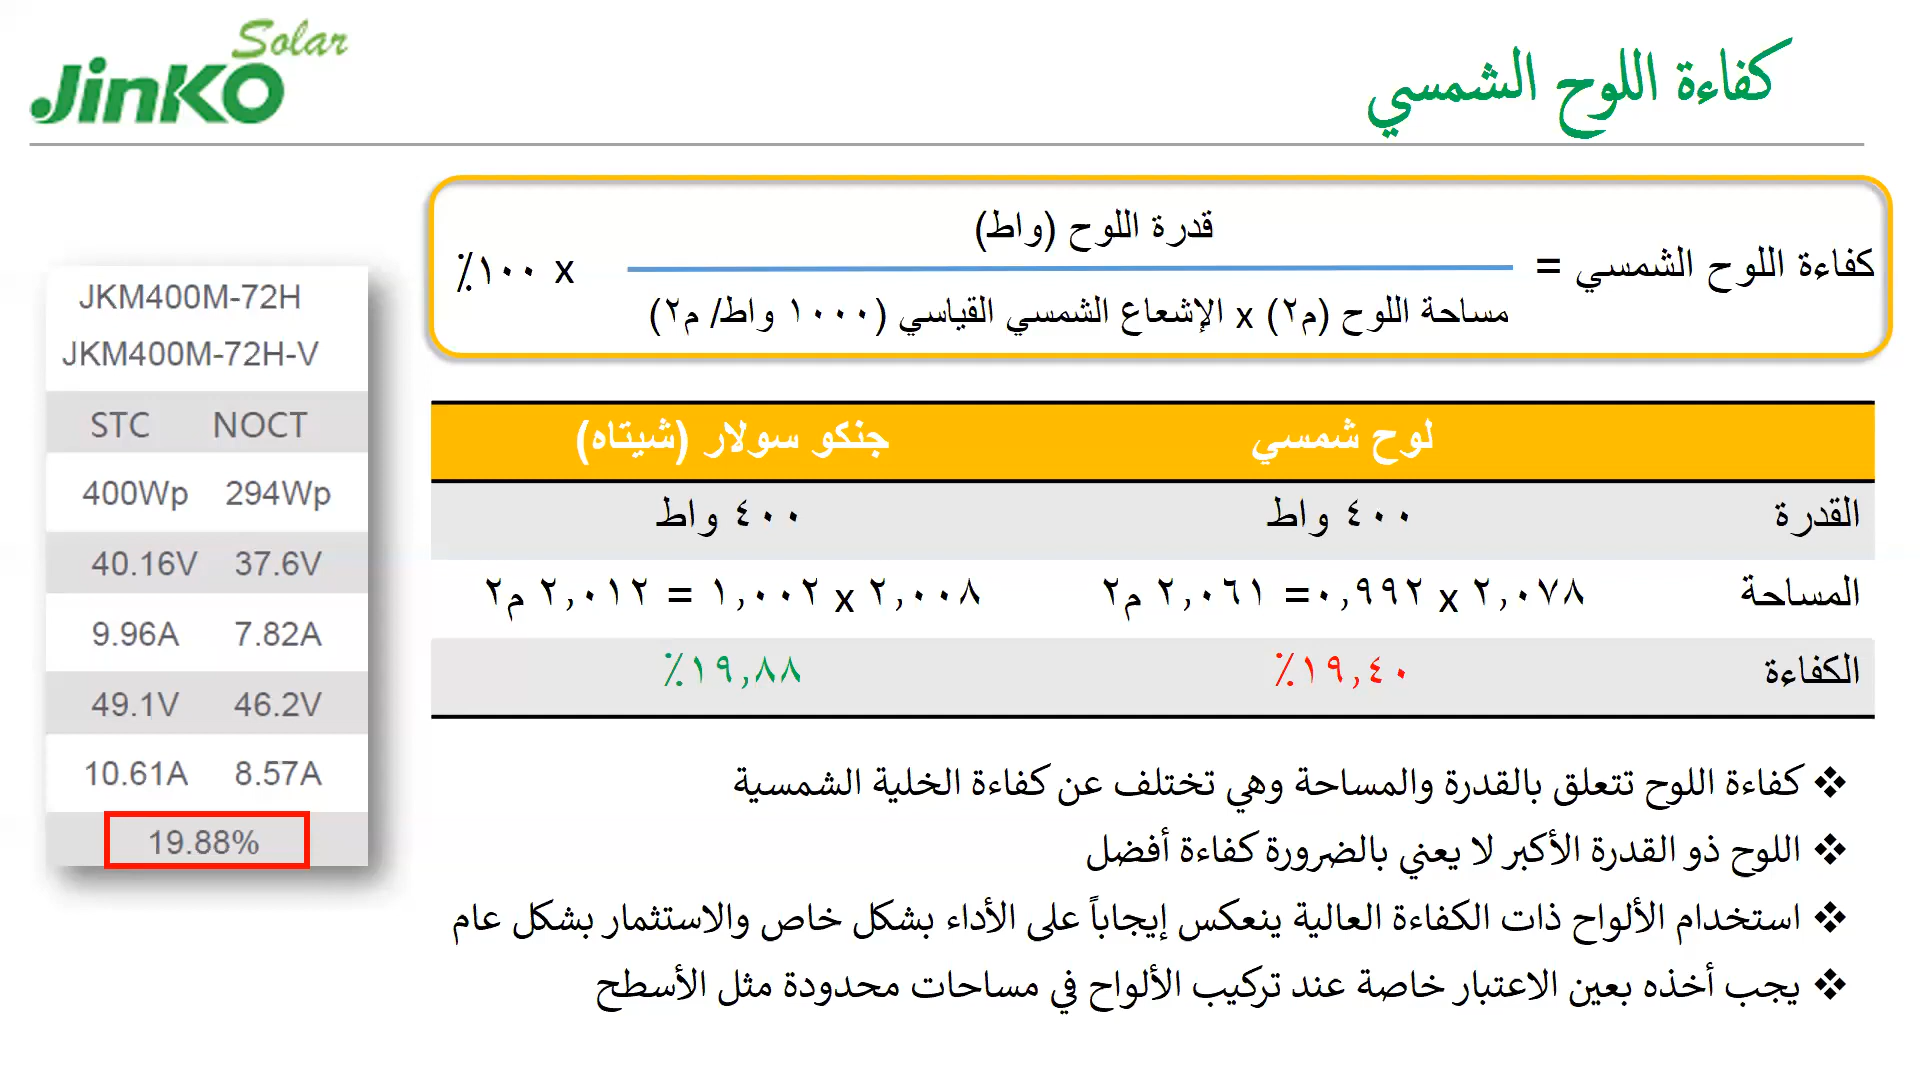 Solar
JinKO
كفاءة اللوح الشمسي
قدرة اللوح (واط)
كفاءة اللوح الشمسي = x ١٠٠٪
مساحة اللوح (م٢) x الإشعاع الشمسي القياسي (١٠٠٠ واط/ م٢)
JKM400M-72H
JKM400M-72H-V
STC NOCT
400Wp 294Wp
40.16V 37.6V
9.96A 7.82A
49.1V 46.2V
10.61A 8.57A
19.88%
لوح شمسي جنكو سولار (شيتاه)
القدرة ٤٠٠ واط ٤٠٠ واط
المساحة ٢,٠٧٨ x ٠,٩٩٢= ٢,٠٦١ م٢ ٢,٠٠٨ x ١,٠٠٢ = ٢,٠١٢ م٢
الكفاءة ١٩,٤٠٪ ١٩,٨٨٪
❖ كفاءة اللوح تتعلق بالقدرة والمساحة وهي تختلف عن كفاءة الخلية الشمسية
❖ اللوح ذو القدرة الأكبر لا يعني بالضرورة كفاءة أفضل
❖ استخدام الألواح ذات الكفاءة العالية ينعكس إيجاباً على الأداء بشكل خاص والاستثمار بشكل عام
❖ يجب أخذه بعين الاعتبار خاصة عند تركيب الألواح في مساحات محدودة مثل الأسطح